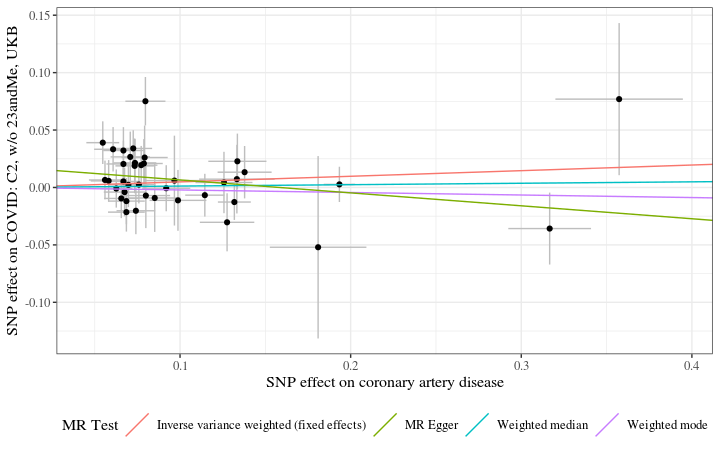 SNP effect on COVID: C2, w/o 23andMe, UKB
0.15
0.10
0.05
0.00
-0.05
-0.10
0.1
0.2
0.3
0.4
SNP effect on coronary artery disease
MR Test
Inverse variance weighted (fixed effects)
MR Egger
Weighted median
Weighted mode